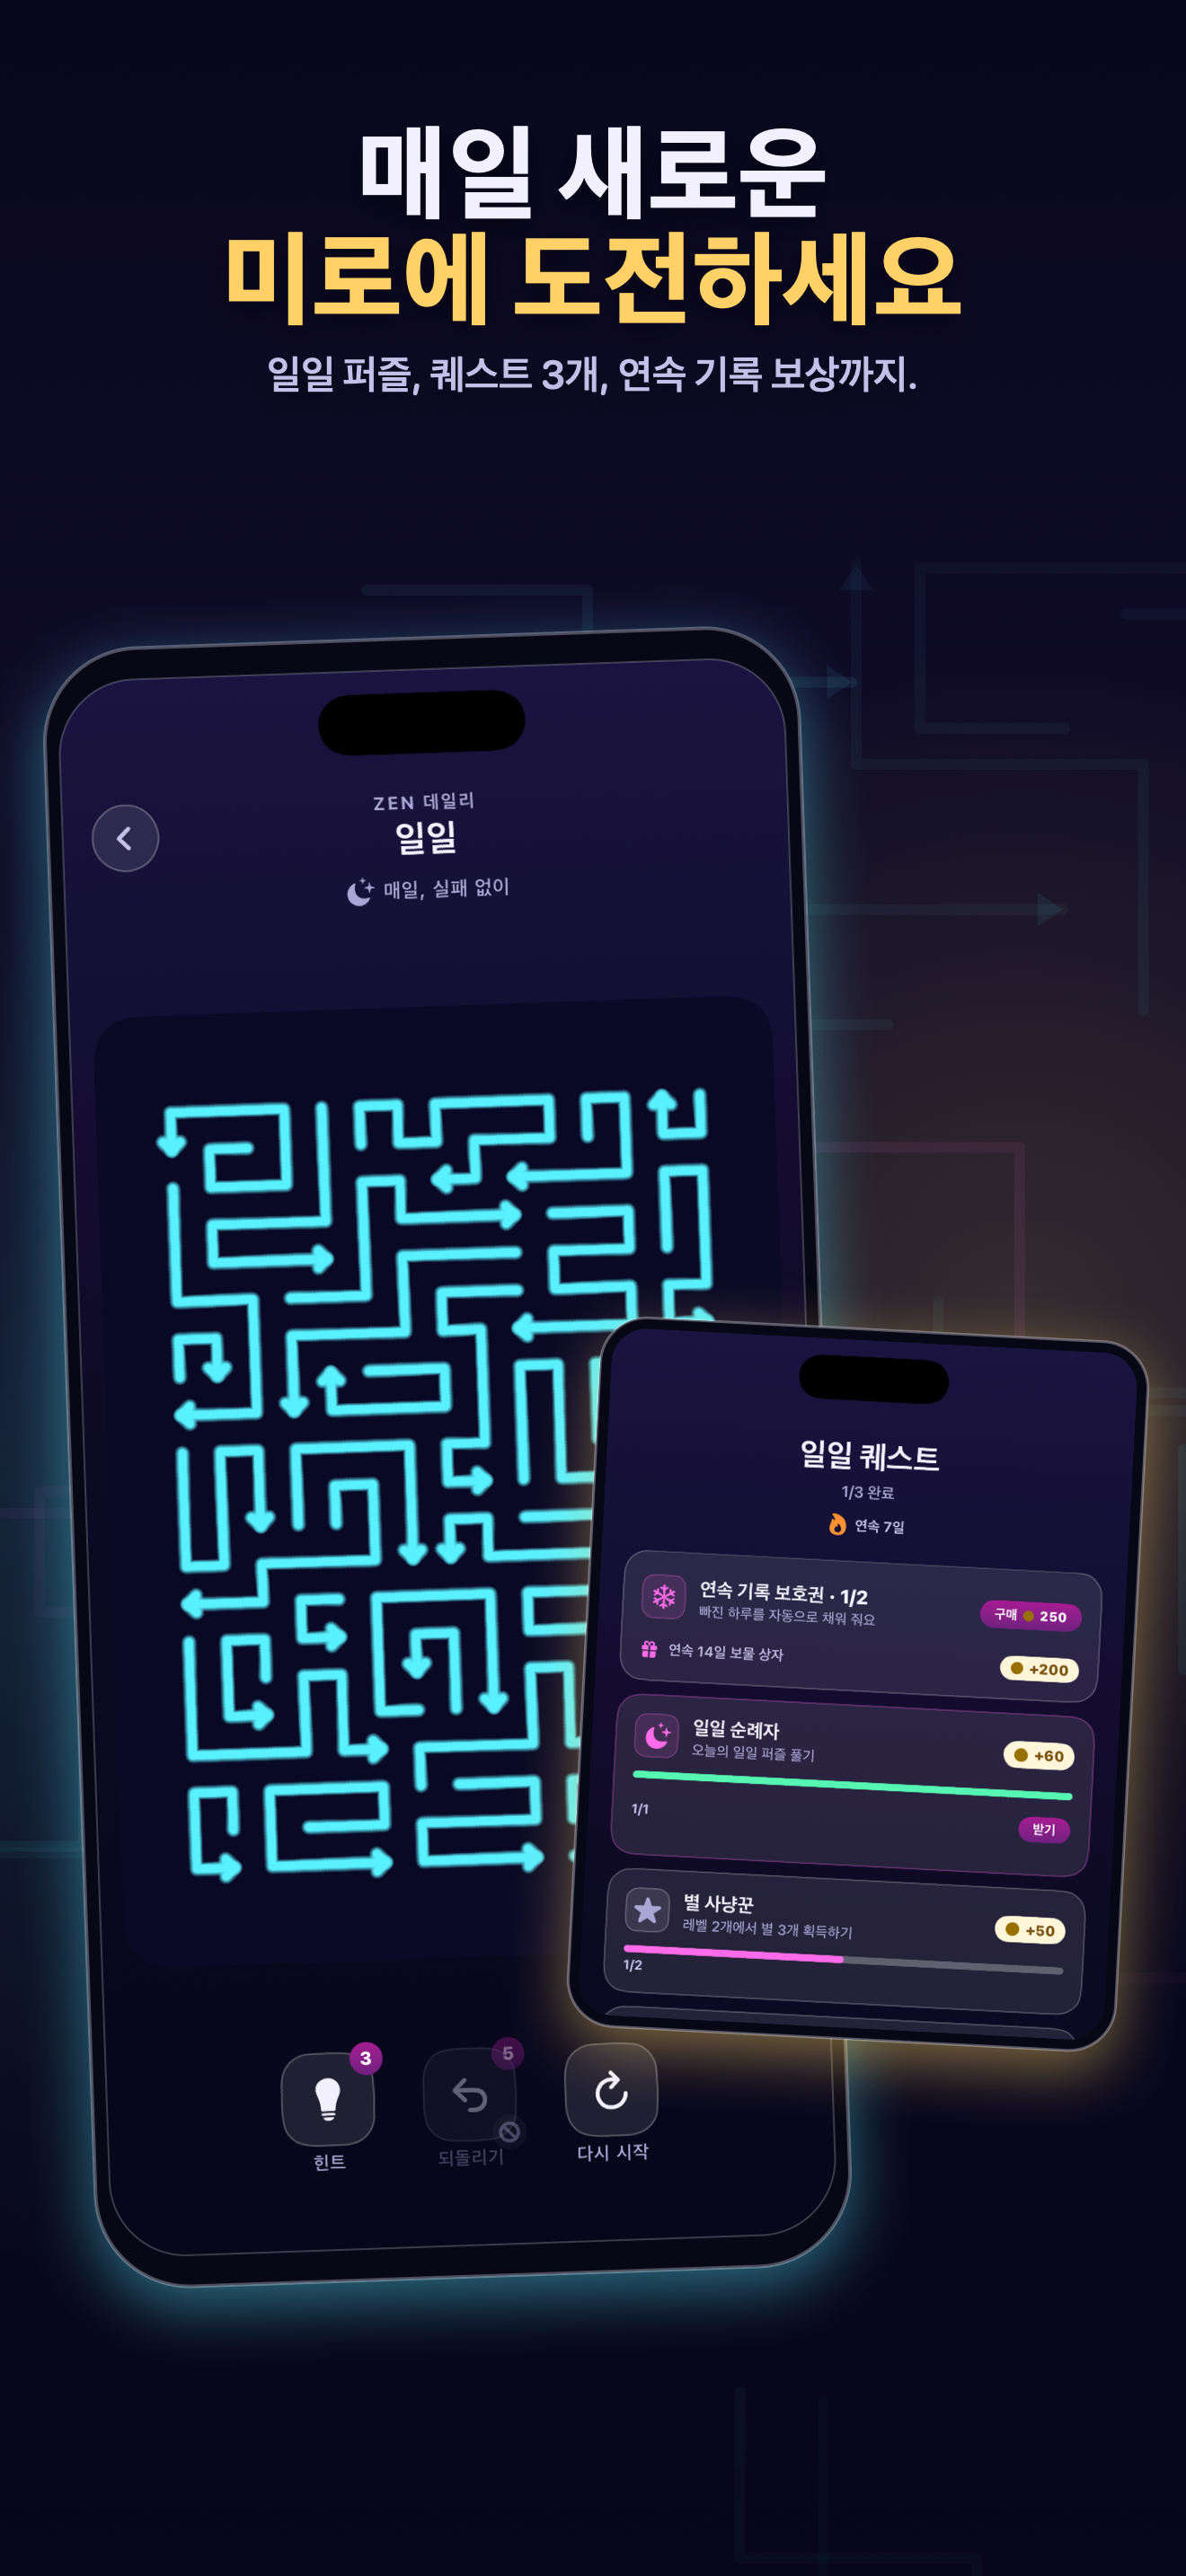 매일 새로운
미로에 도전하세요
일일 퍼즐, 퀘스트 3개, 연속 기록 보상까지.
ZEN 데일리
일일
매일, 실패 없이
일일 퀘스트
1/3 완료
연속 7일
연속 기록 보호권 · 1/2
빠진 하루를 자동으로 채워 줘요
구매 250
연속 14일 보물 상자
+200
일일 순례자
오늘의 일일 퍼즐 풀기
+60
1/1
받기
별 사냥꾼
레벨 2개에서 별 3개 획득하기
+50
1/2
3
힌트
5
되돌리기
다시 시작